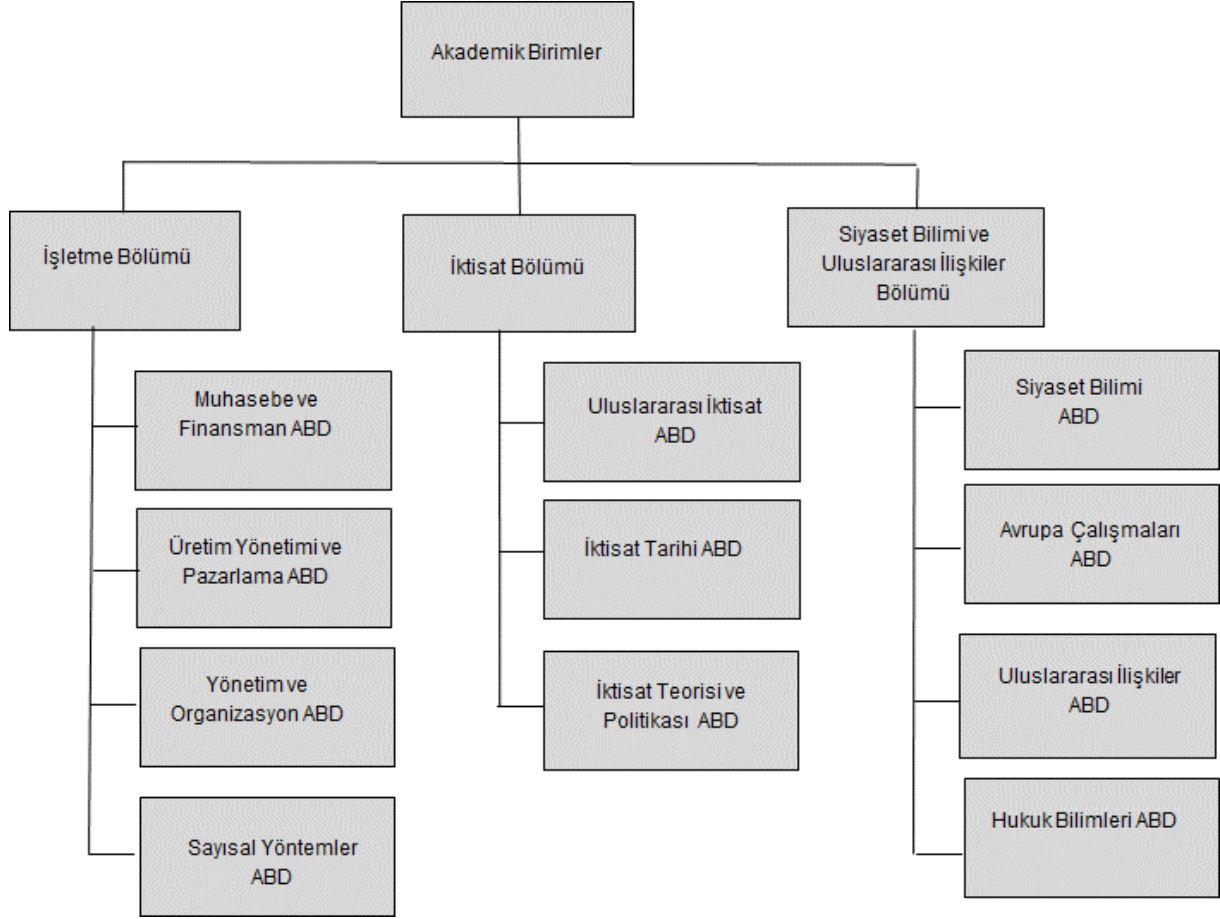 Akademik Birimler
İşletme Bölümü
İktisat Bölümü
Siyaset Bilimi ve
Uluslararası İlişkiler
Bölümü
Muhasebe ve
Finansman ABD
Üretim Yönetimi ve
Pazarlama ABD
Yönetim ve
Organizasyon ABD
Sayısal Yöntemler
ABD
Uluslararası İktisat
ABD
İktisat Tarihi ABD
İktisat Teorisi ve
Politikası ABD
Siyaset Bilimi
ABD
Avrupa Çalışmaları
ABD
Uluslararası İlişkiler
ABD
Hukuk Bilimleri ABD